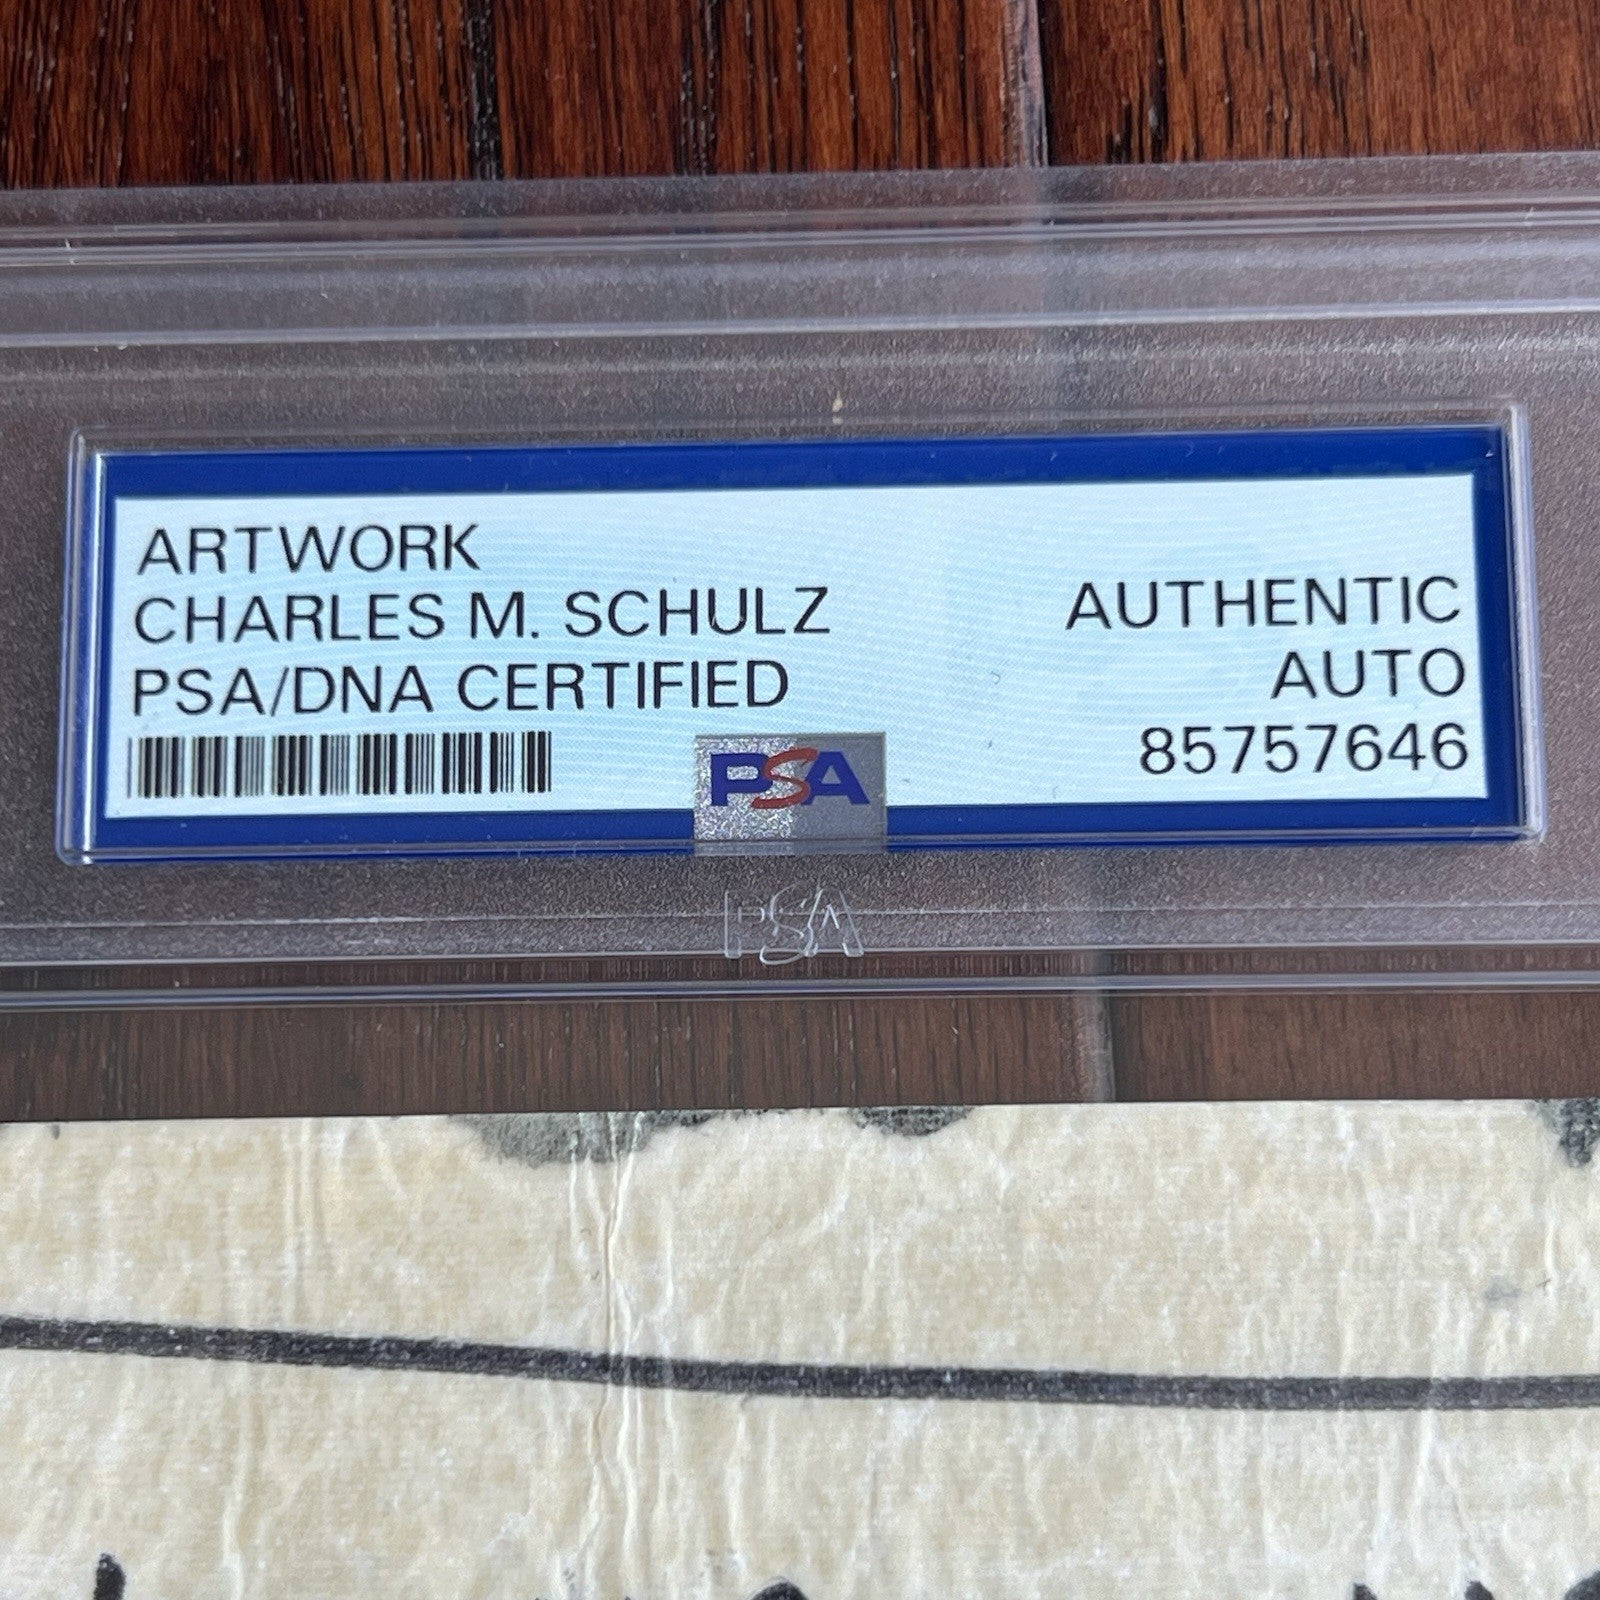 ARTWORK
CHARLES M. SCHULZ
PSA/DNA CERTIFIED
AUTHENTIC
AUTO
85757646
PSA
PSA